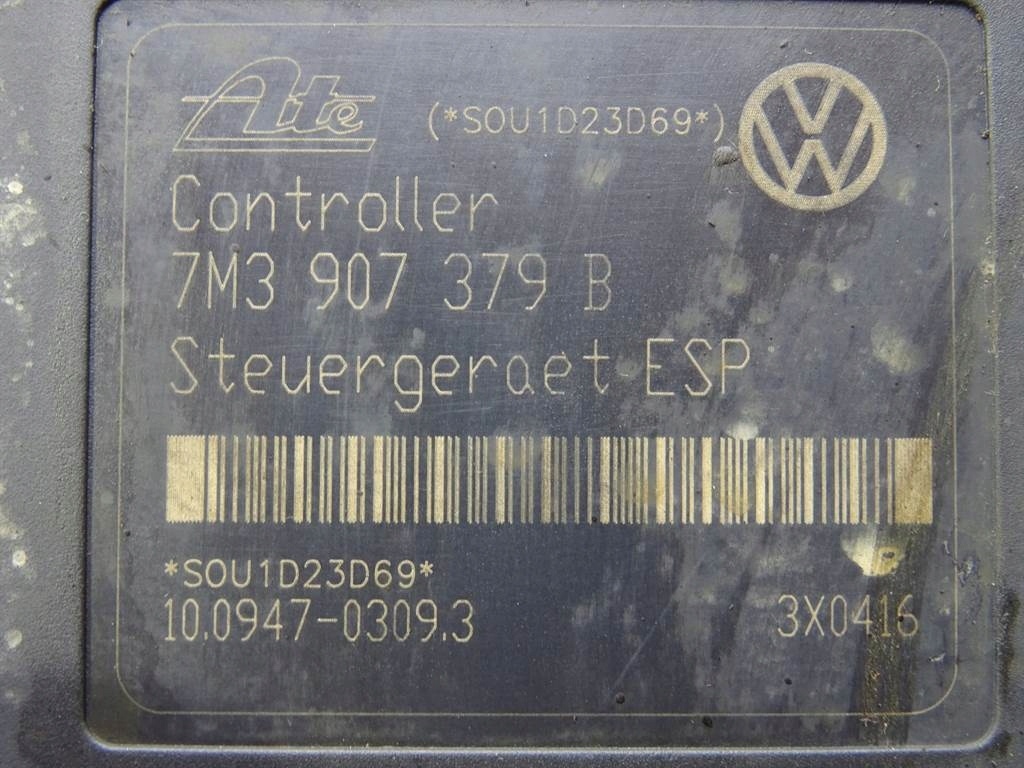 Ate (*SOU1D23D69*)
Controller
7M3 907 379 B
Steuergeraet ESP
*SOU1D23D69*
10.0947-0309.3 3X0416